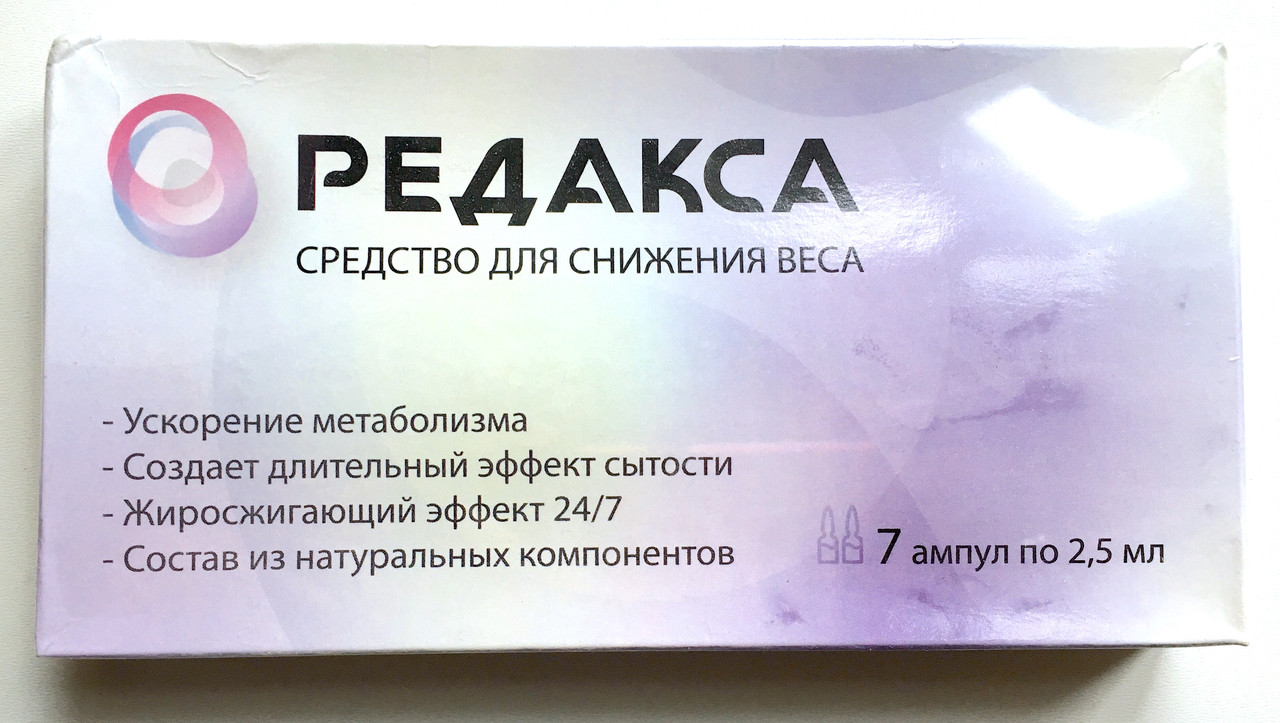 РЕДАКСА
СРЕДСТВО ДЛЯ СНИЖЕНИЯ ВЕСА
- Ускорение метаболизма
- Создает длительный эффект сытости
- Жиросжигающий эффект 24/7
- Состав из натуральных компонентов
7 ампул по 2,5 мл